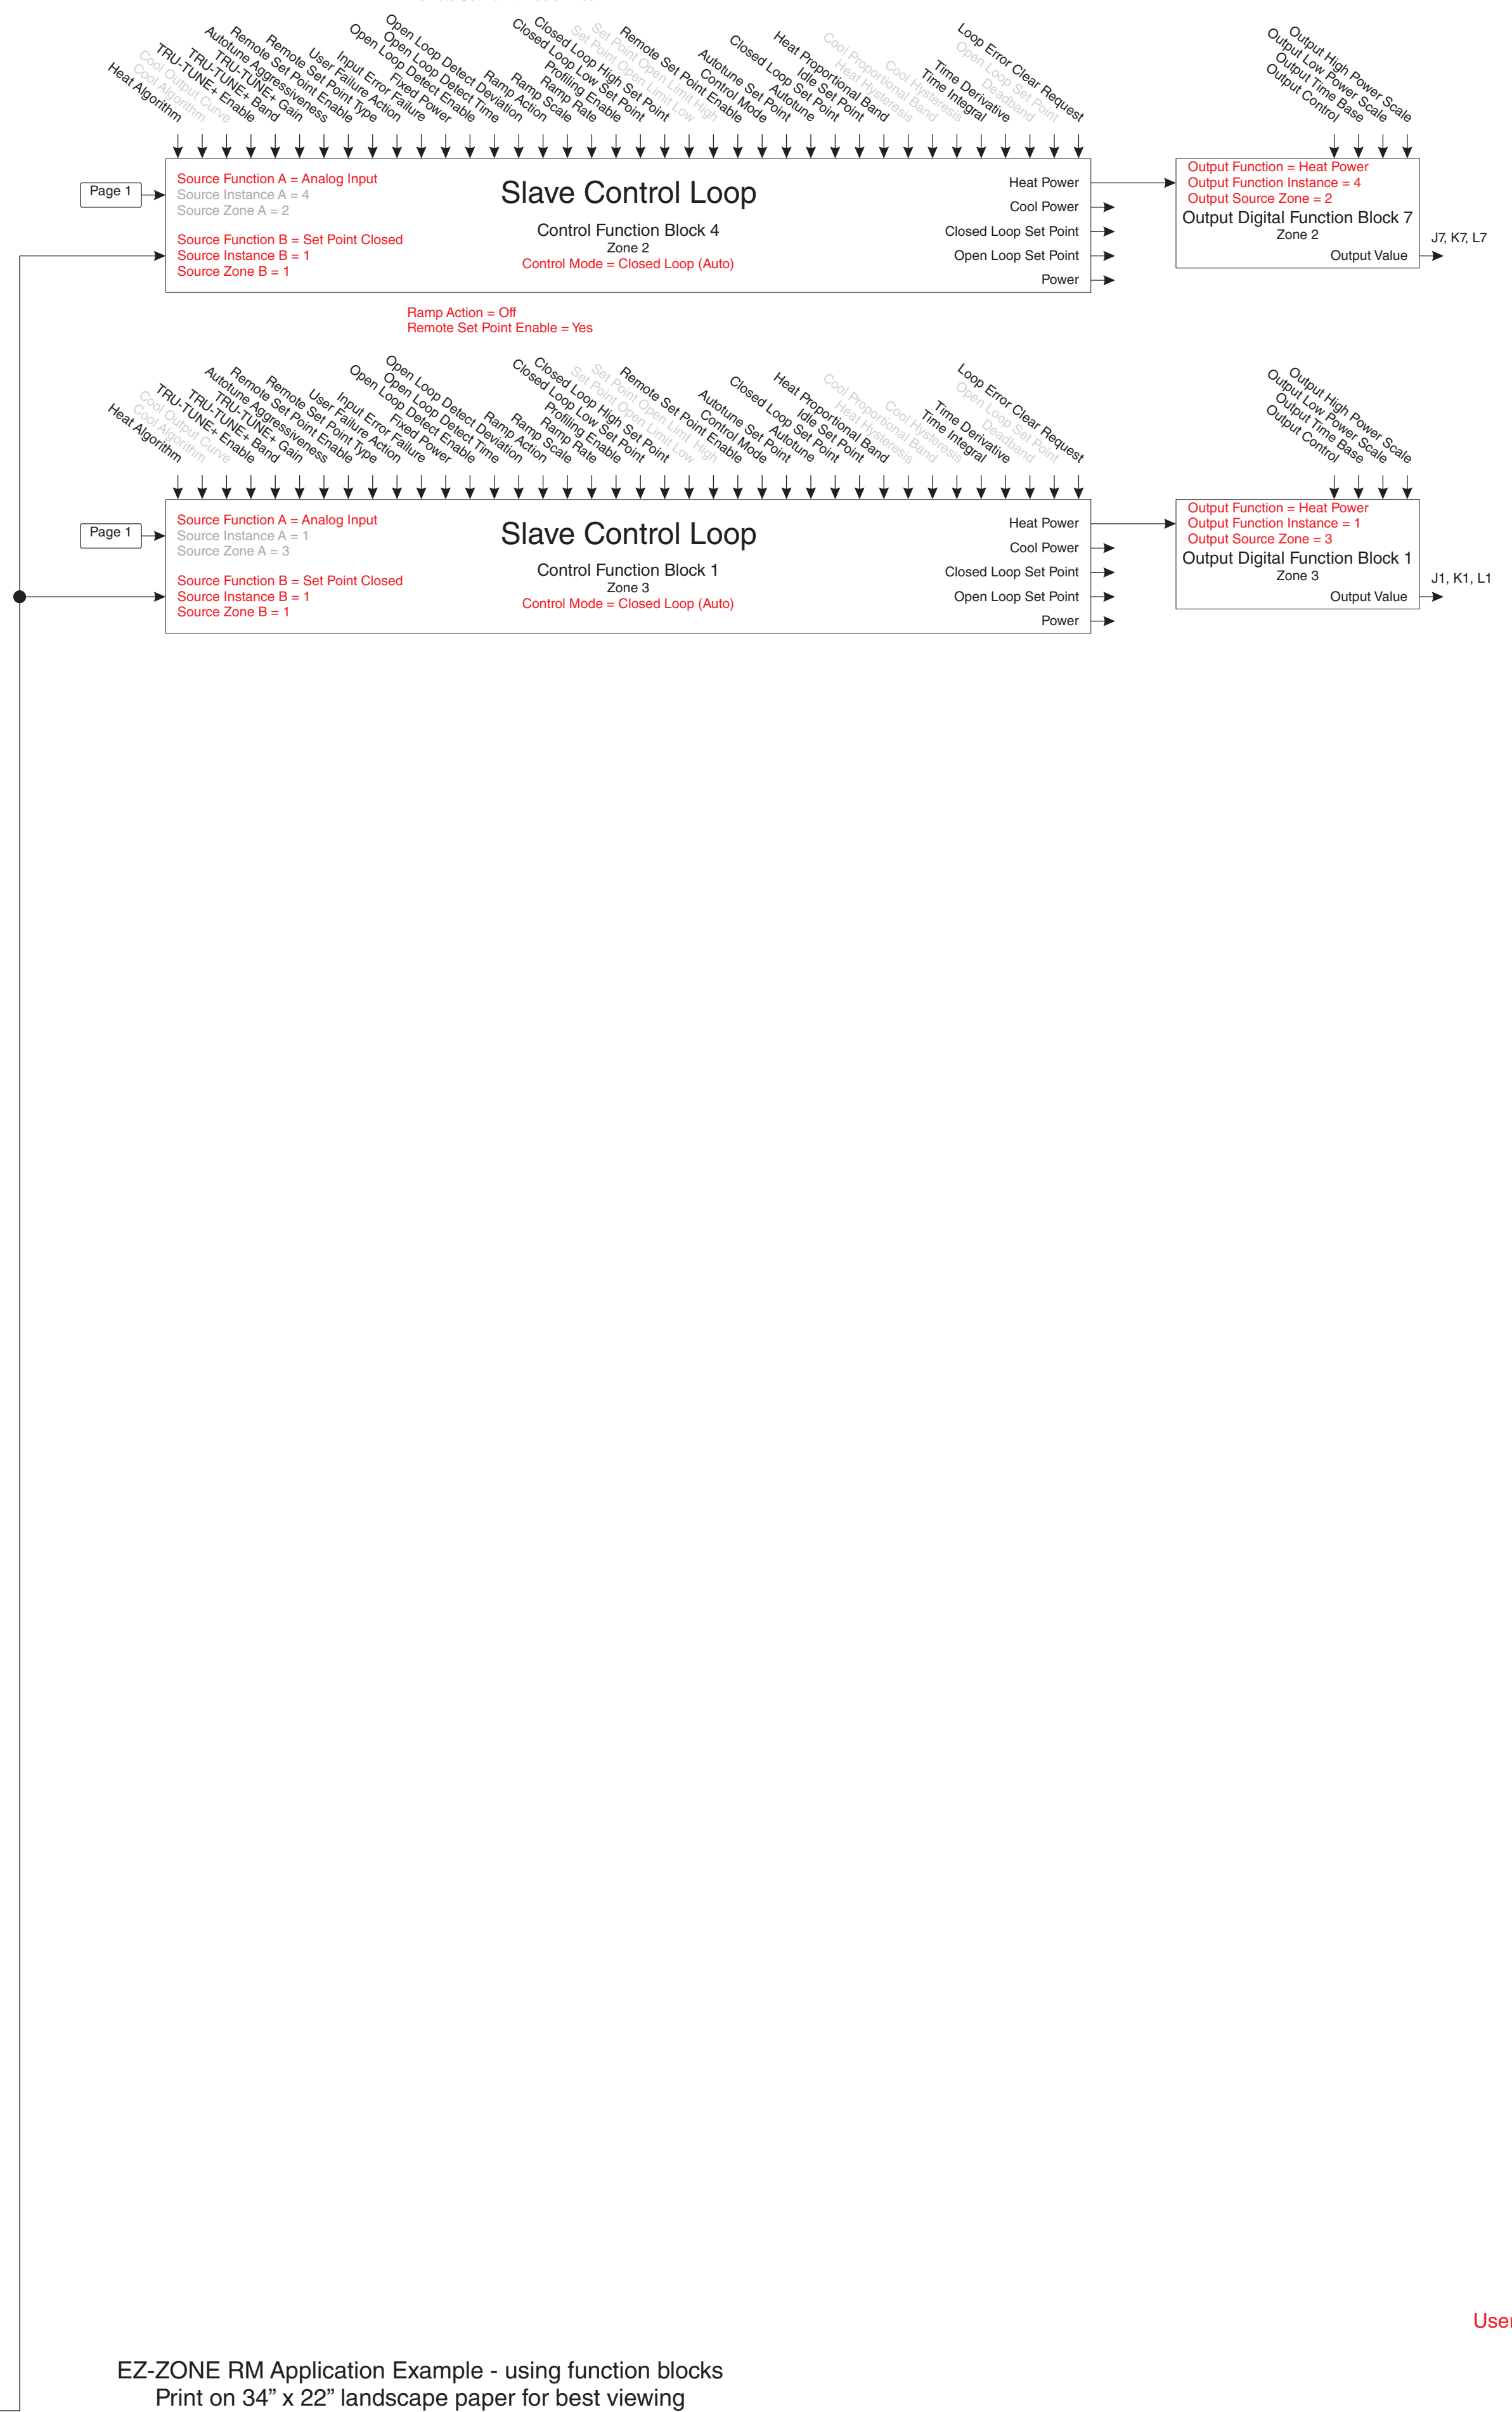 Heat Algorithm
Cool Algorithm
Cool Output Curve
TRU-TUNE+ Enable
TRU-TUNE+ Band
TRU-TUNE+ Gain
Autotune Aggressiveness
Remote Set Point Enable
Remote Set Point Type
User Failure Action
Input Error Failure
Fixed Power
Open Loop Detect Enable
Open Loop Detect Time
Open Loop Detect Deviation
Ramp Action
Ramp Scale
Ramp Rate
Profiling Enable
Closed Loop Low Set Point
Closed Loop High Set Point
Set Point Open Limit Low
Set Point Open Limit High
Remote Set Point Enable
Control Mode
Autotune Set Point
Autotune
Closed Loop Set Point
Idle Set Point
Heat Proportional Band
Heat Hysteresis
Cool Proportional Band
Cool Hysteresis
Time Integral
Time Derivative
Deadband
Open Loop Set Point
Loop Error Clear Request
Output Control
Output Time Base
Output Low Power Scale
Output High Power Scale
Page 1
Source Function A = Analog Input
Source Instance A = 4
Source Zone A = 2
Source Function B = Set Point Closed
Source Instance B = 1
Source Zone B = 1
Slave Control Loop
Control Function Block 4
Zone 2
Control Mode = Closed Loop (Auto)
Heat Power
Cool Power
Closed Loop Set Point
Open Loop Set Point
Power
Output Function = Heat Power
Output Function Instance = 4
Output Source Zone = 2
Output Digital Function Block 7
Zone 2
Output Value
J7, K7, L7
Ramp Action = Off
Remote Set Point Enable = Yes
Heat Algorithm
Cool Algorithm
Cool Output Curve
TRU-TUNE+ Enable
TRU-TUNE+ Band
TRU-TUNE+ Gain
Autotune Aggressiveness
Remote Set Point Enable
Remote Set Point Type
User Failure Action
Input Error Failure
Fixed Power
Open Loop Detect Enable
Open Loop Detect Time
Open Loop Detect Deviation
Ramp Action
Ramp Scale
Ramp Rate
Profiling Enable
Closed Loop Low Set Point
Closed Loop High Set Point
Set Point Open Limit Low
Set Point Open Limit High
Remote Set Point Enable
Control Mode
Autotune Set Point
Autotune
Closed Loop Set Point
Idle Set Point
Heat Proportional Band
Heat Hysteresis
Cool Proportional Band
Cool Hysteresis
Time Integral
Time Derivative
Deadband
Open Loop Set Point
Loop Error Clear Request
Output Control
Output Time Base
Output Low Power Scale
Output High Power Scale
Page 1
Source Function A = Analog Input
Source Instance A = 1
Source Zone A = 3
Source Function B = Set Point Closed
Source Instance B = 1
Source Zone B = 1
Slave Control Loop
Control Function Block 1
Zone 3
Control Mode = Closed Loop (Auto)
Heat Power
Cool Power
Closed Loop Set Point
Open Loop Set Point
Power
Output Function = Heat Power
Output Function Instance = 1
Output Source Zone = 3
Output Digital Function Block 1
Zone 3
Output Value
J1, K1, L1
User
EZ-ZONE RM Application Example - using function blocks
Print on 34” x 22” landscape paper for best viewing